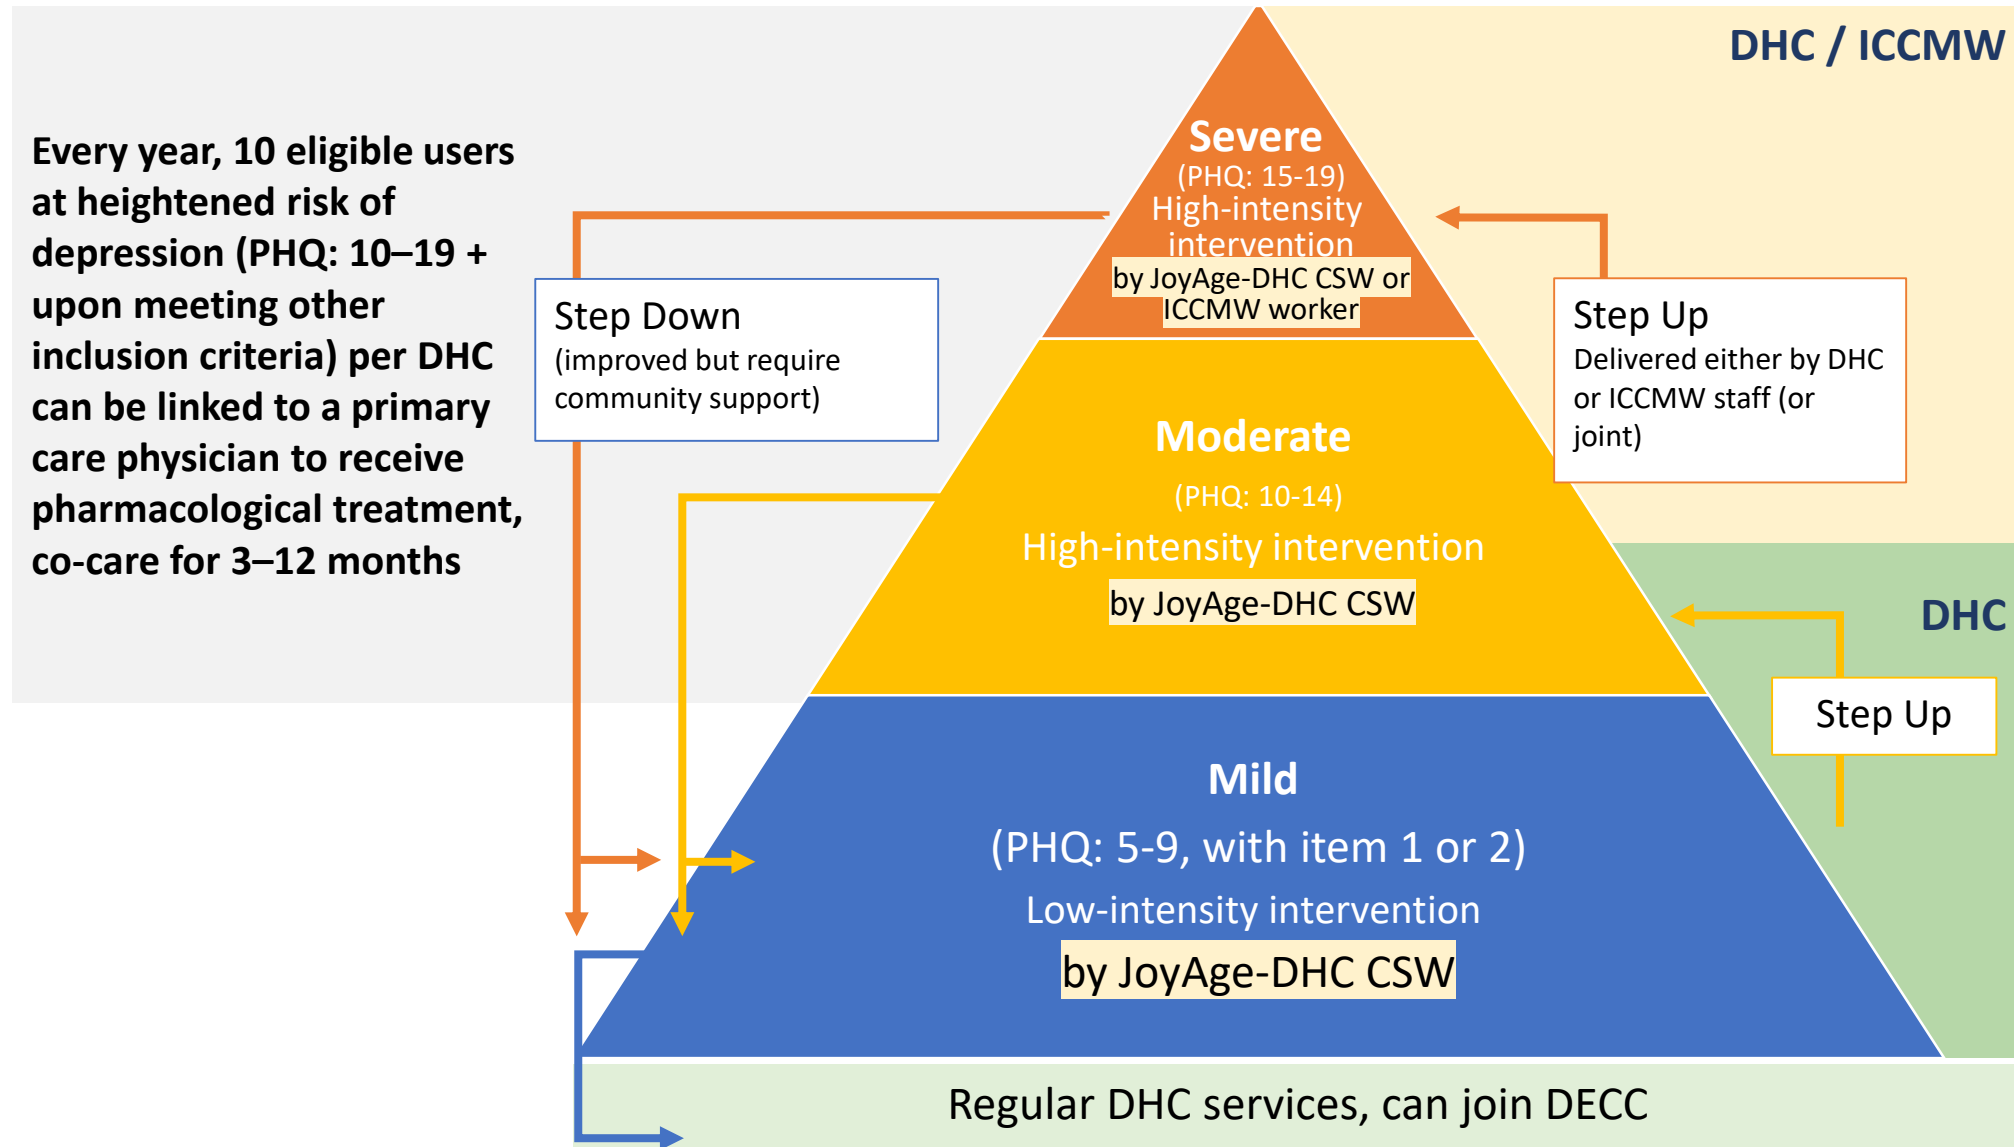 DHC / ICCMW
Every year, 10 eligible users
at heightened risk of
depression (PHQ: 10–19 +
upon meeting other
inclusion criteria) per DHC
can be linked to a primary
care physician to receive
pharmacological treatment,
co-care for 3–12 months
Severe
(PHQ: 15-19)
High-intensity
intervention
by JoyAge-DHC CSW or
ICCMW worker
Step Down
(improved but require
community support)
Step Up
Delivered either by DHC
or ICCMW staff (or
joint)
Moderate
(PHQ: 10-14)
High-intensity intervention
by JoyAge-DHC CSW
DHC
Step Up
Mild
(PHQ: 5-9, with item 1 or 2)
Low-intensity intervention
by JoyAge-DHC CSW
Regular DHC services, can join DECC